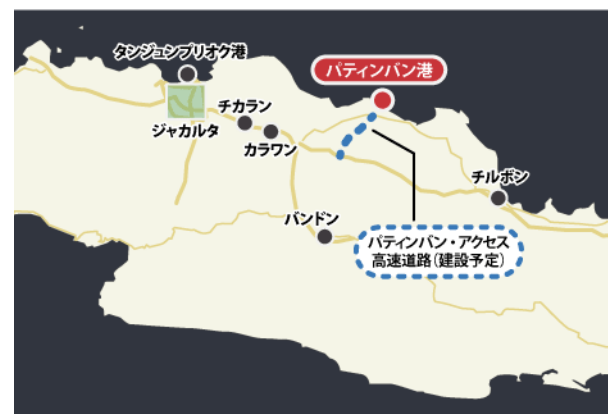 タンジュンプリオク港
パティンバン港
チカラン
ジャカルタ
カラワン
チルボン
バンドン
パティンバン・アクセス
高速道路(建設予定)